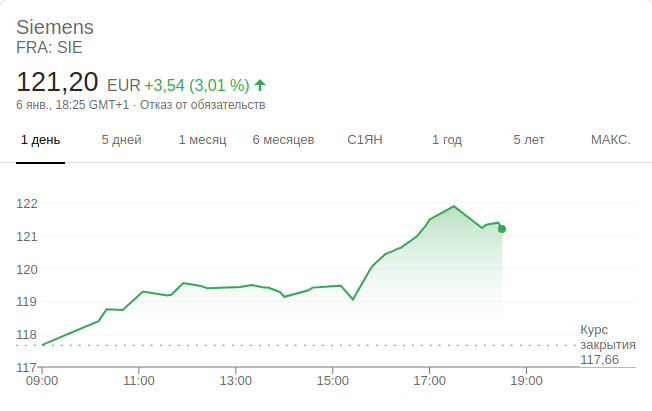 Siemens
FRA: SIE
121,20 EUR +3,54 (3,01 %)
6 янв., 18:25 GMT+1 · Отказ от обязательств
1 день 5 дней 1 месяц 6 месяцев С1ЯН 1 год 5 лет МАКС.
122
121
120
119
118
117
Курс
закрытия
117,66
09:00 11:00 13:00 15:00 17:00 19:00